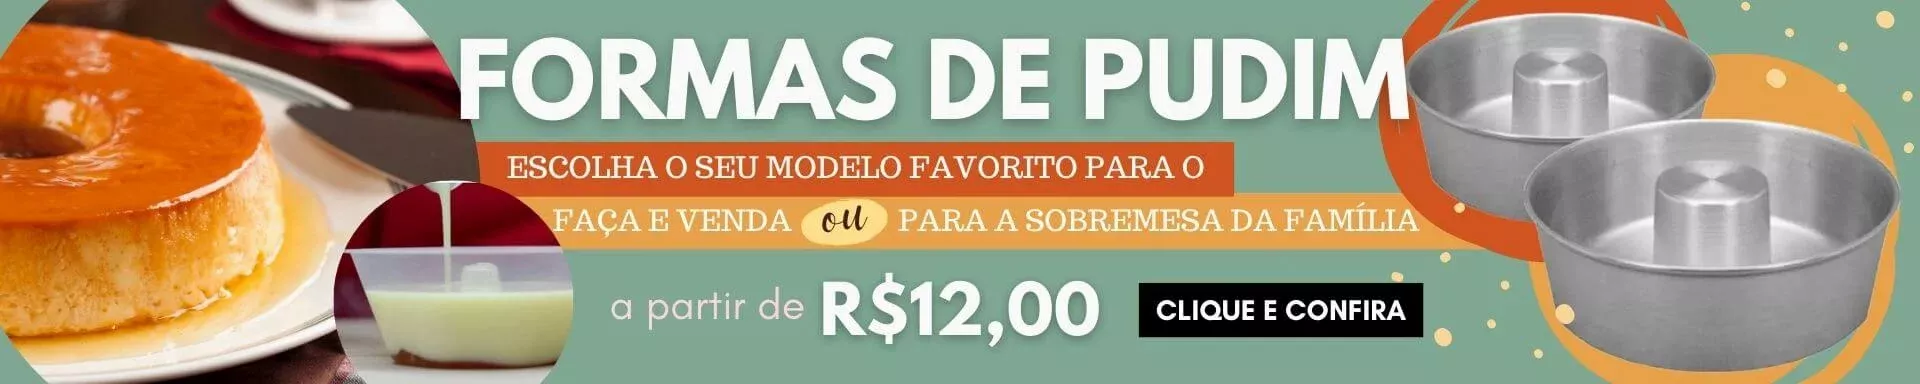 FORMAS DE PUDIM
ESCOLHA O SEU MODELO FAVORITO PARA O
FAÇA E VENDA ou PARA A SOBREMESA DA FAMÍLIA
a partir de R$12,00
CLIQUE E CONFIRA